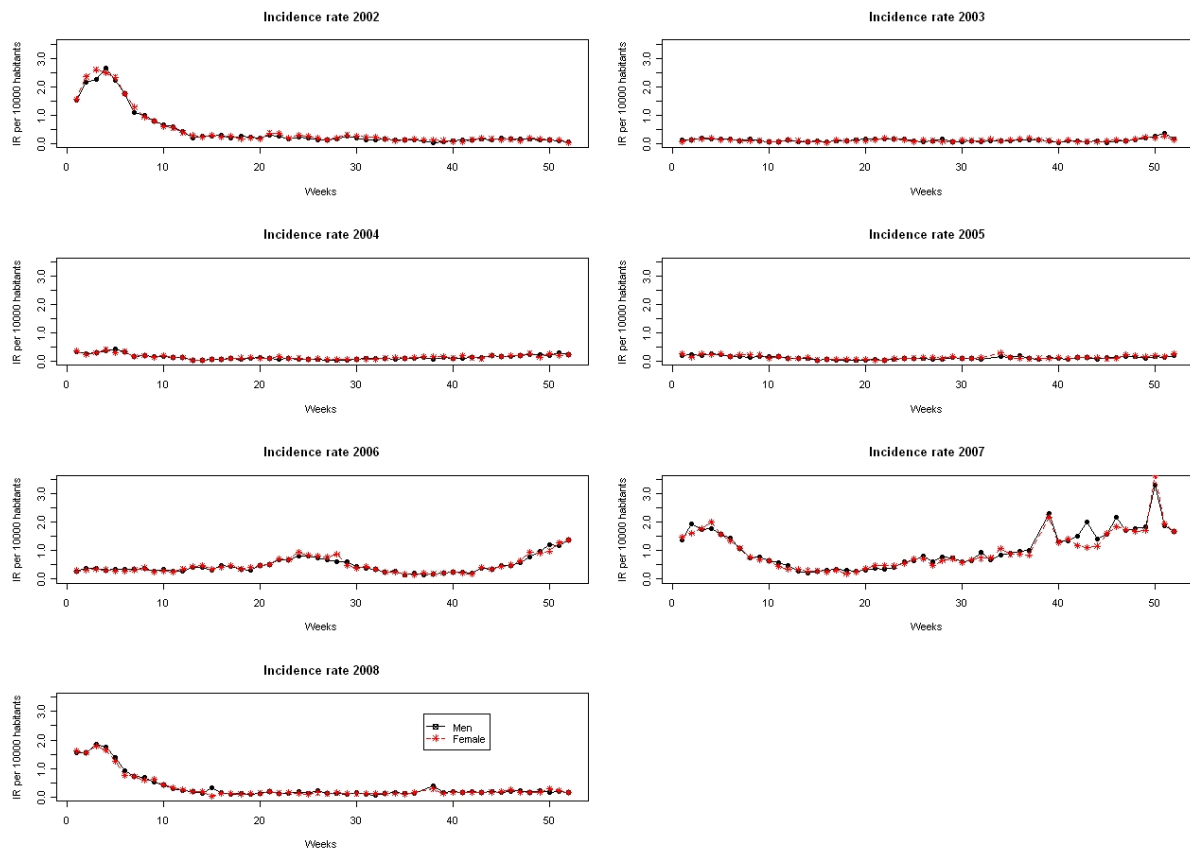 Incidence rate 2002
IR per 10000 habitants
0.0 1.0 2.0 3.0
0 10 20 30 40 50
Weeks
Incidence rate 2003
IR per 10000 habitants
0.0 1.0 2.0 3.0
0 10 20 30 40 50
Weeks
Incidence rate 2004
IR per 10000 habitants
0.0 1.0 2.0 3.0
0 10 20 30 40 50
Weeks
Incidence rate 2005
IR per 10000 habitants
0.0 1.0 2.0 3.0
0 10 20 30 40 50
Weeks
Incidence rate 2006
IR per 10000 habitants
0.0 1.0 2.0 3.0
0 10 20 30 40 50
Weeks
Incidence rate 2007
IR per 10000 habitants
0.0 1.0 2.0 3.0
0 10 20 30 40 50
Weeks
Incidence rate 2008
IR per 10000 habitants
0.0 1.0 2.0 3.0
Men
Female
0 10 20 30 40 50
Weeks